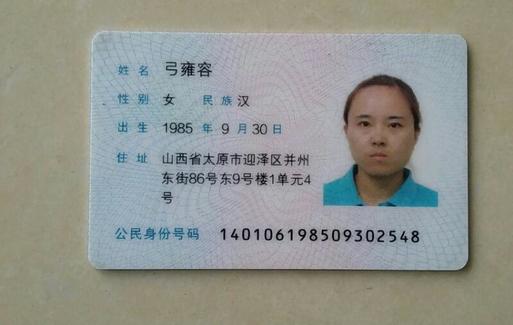 姓名 弓雍容
性别 女 民族 汉
出生 1985 年 9 月 30 日
住址 山西省太原市迎泽区并州
东街86号东9号楼1单元4
号
公民身份号码 140106198509302548